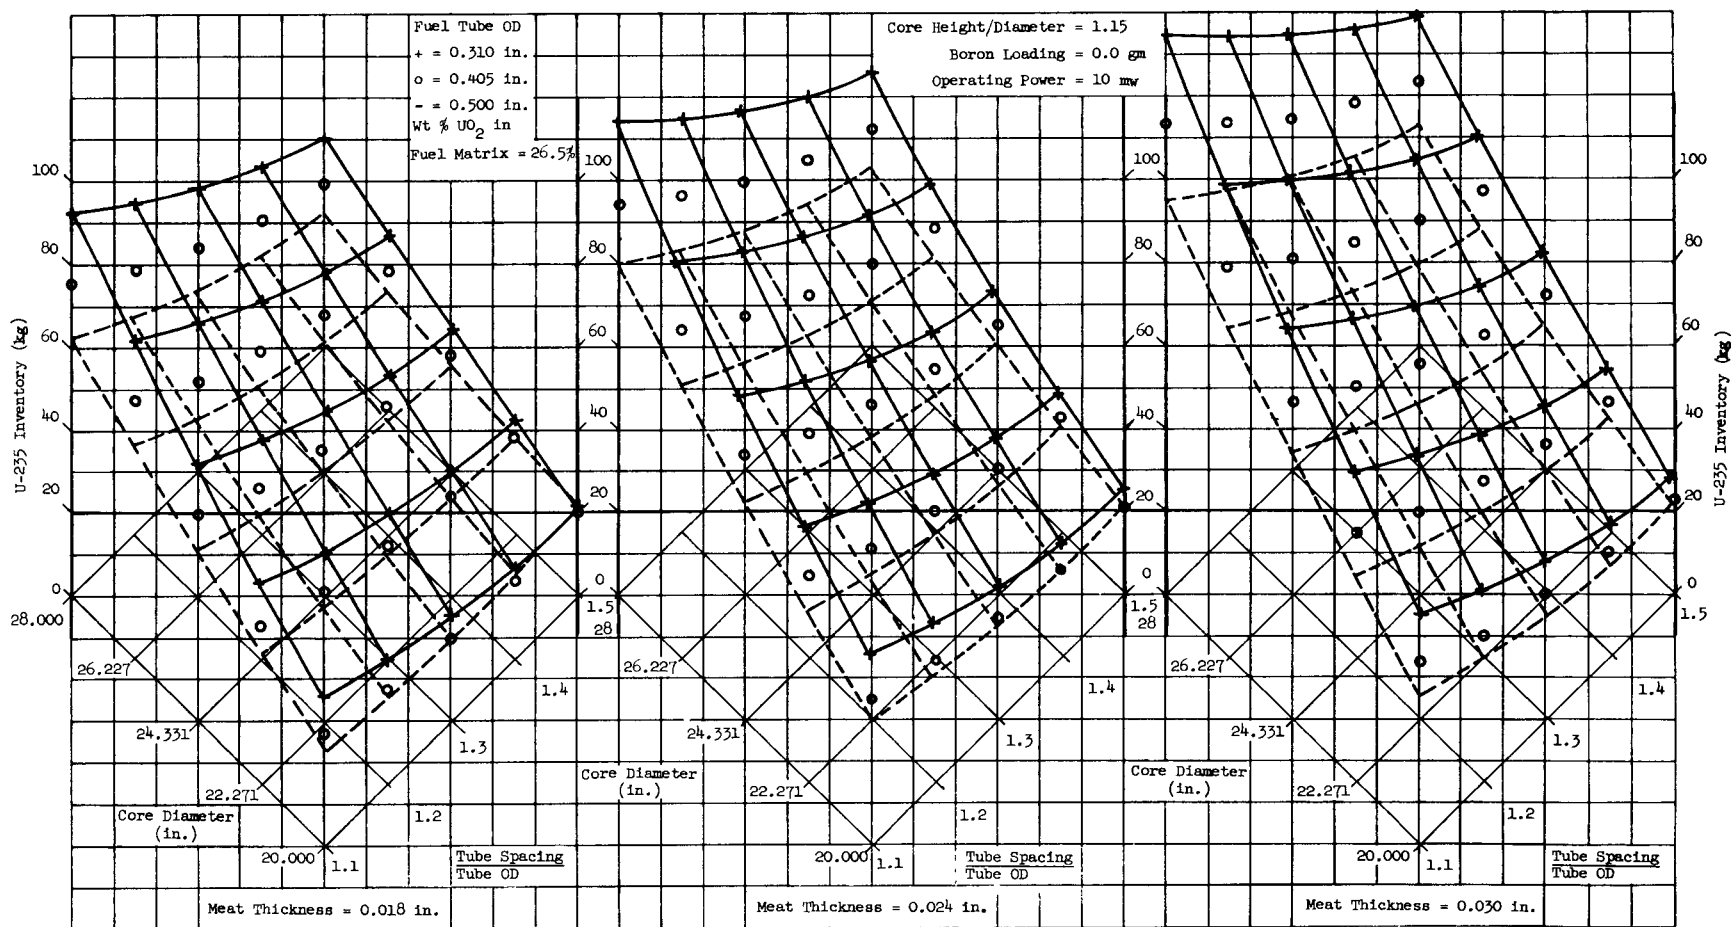 Fuel Tube OD
+ = 0.310 in.
o = 0.405 in.
- = 0.500 in.
Wt % UO2 in
Fuel Matrix = 26.5%
Core Height/Diameter = 1.15
Boron Loading = 0.0 gm
Operating Power = 10 mw
U-235 Inventory (kg)
100
80
60
40
20
0
28.000
26.227
24.331
22.271
20.000
Core Diameter
(in.)
1.1
1.2
1.3
1.4
1.5
Tube Spacing
Tube OD
Meat Thickness = 0.018 in.
100
80
60
40
20
0
28
26.227
24.331
22.271
20.000
Core Diameter
(in.)
1.1
1.2
1.3
1.4
1.5
Tube Spacing
Tube OD
Meat Thickness = 0.024 in.
100
80
60
40
20
0
28
26.227
24.331
22.271
20.000
Core Diameter
(in.)
1.1
1.2
1.3
1.4
1.5
Tube Spacing
Tube OD
Meat Thickness = 0.030 in.
100
80
60
40
20
0
U-235 Inventory (kg)